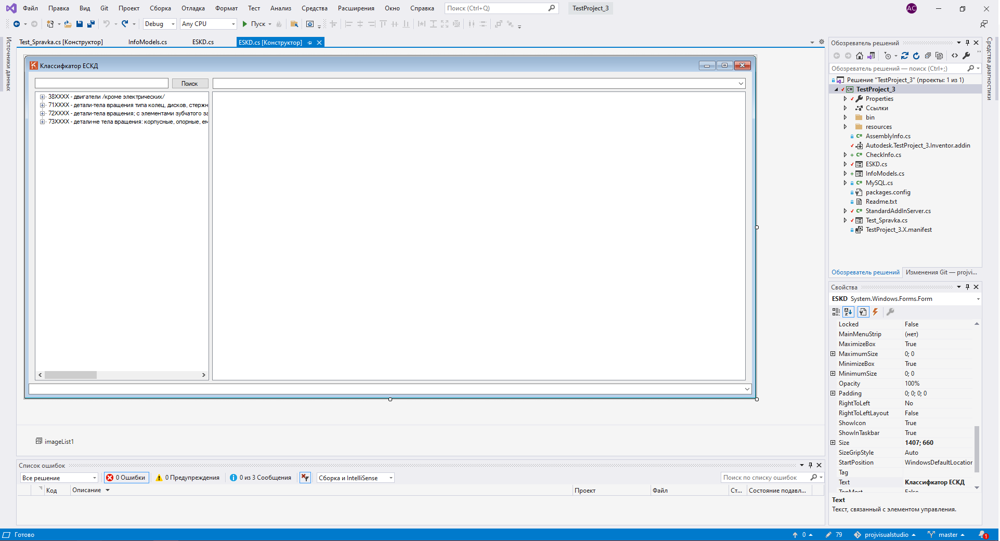 Файл Правка Вид Git Проект Сборка Отладка Формат Тест Анализ Средства Расширения Окно Справка Поиск (Ctrl+Q) TestProject_3 AC
Debug Any CPU Пуск
Источники данных
Test_Spravka.cs [Конструктор] InfoModels.cs ESKD.cs ESKD.cs [Конструктор]
Классифкатор ЕСКД
Поиск
38XXXX - двигатели /кроме электрических/
71XXXX - детали-тела вращения типа колец, дисков, стержн
72XXXX - детали-тела вращения; с элементами зубчатого за
73XXXX - детали-не тела вращения: корпусные, опорные, ем
imageList1
Список ошибок
Все решение 0 Ошибки 0 Предупреждения 0 из 3 Сообщения Сборка и IntelliSense Поиск по списку ошибок
Код Описание Проект Файл Ст... Состояние подавл...
Обозреватель решений
Обозреватель решений — поиск (Ctrl+;)
Решение "TestProject_3" (проекты: 1 из 1)
TestProject_3
Properties
Ссылки
bin
resources
AssemblyInfo.cs
Autodesk.TestProject_3.Inventor.addin
CheckInfo.cs
ESKD.cs
InfoModels.cs
MySQL.cs
packages.config
Readme.txt
StandardAddInServer.cs
Test_Spravka.cs
TestProject_3.X.manifest
Обозреватель решений Изменения Git — projvi...
Свойства
ESKD System.Windows.Forms.Form
Locked False
MainMenuStrip (нет)
MaximizeBox True
MaximumSize 0; 0
MinimizeBox True
MinimumSize 0; 0
Opacity 100%
Padding 0; 0; 0; 0
RightToLeft No
RightToLeftLayout False
ShowIcon True
ShowInTaskbar True
Size 1407; 660
SizeGripStyle Auto
StartPosition WindowsDefaultLocation
Tag
Text Классифкатор ЕСКД
TopMost False
Text
Текст, связанный с элементом управления.
Средства диагностики
Готово 0 79 projvisualstudio master 1